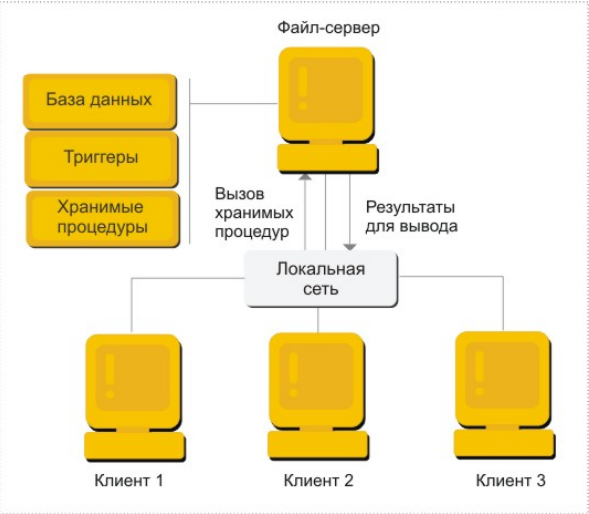 Файл-сервер
База данных
Триггеры
Хранимые
процедуры
Вызов
хранимых
процедур
Результаты
для вывода
Локальная
сеть
Клиент 1
Клиент 2
Клиент 3